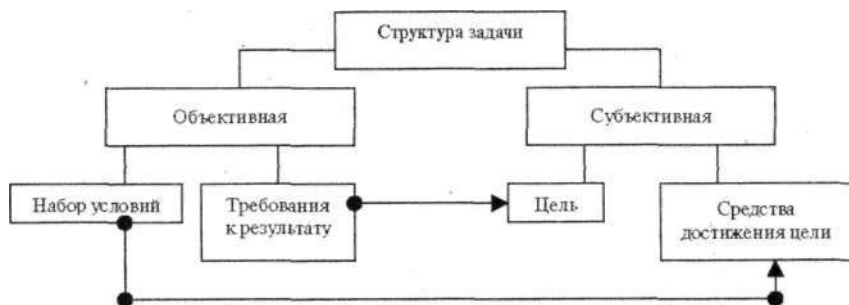 Структура задачи
Объективная
Субъективная
Набор условий
Требования
к результату
Цель
Средства
достижения цели